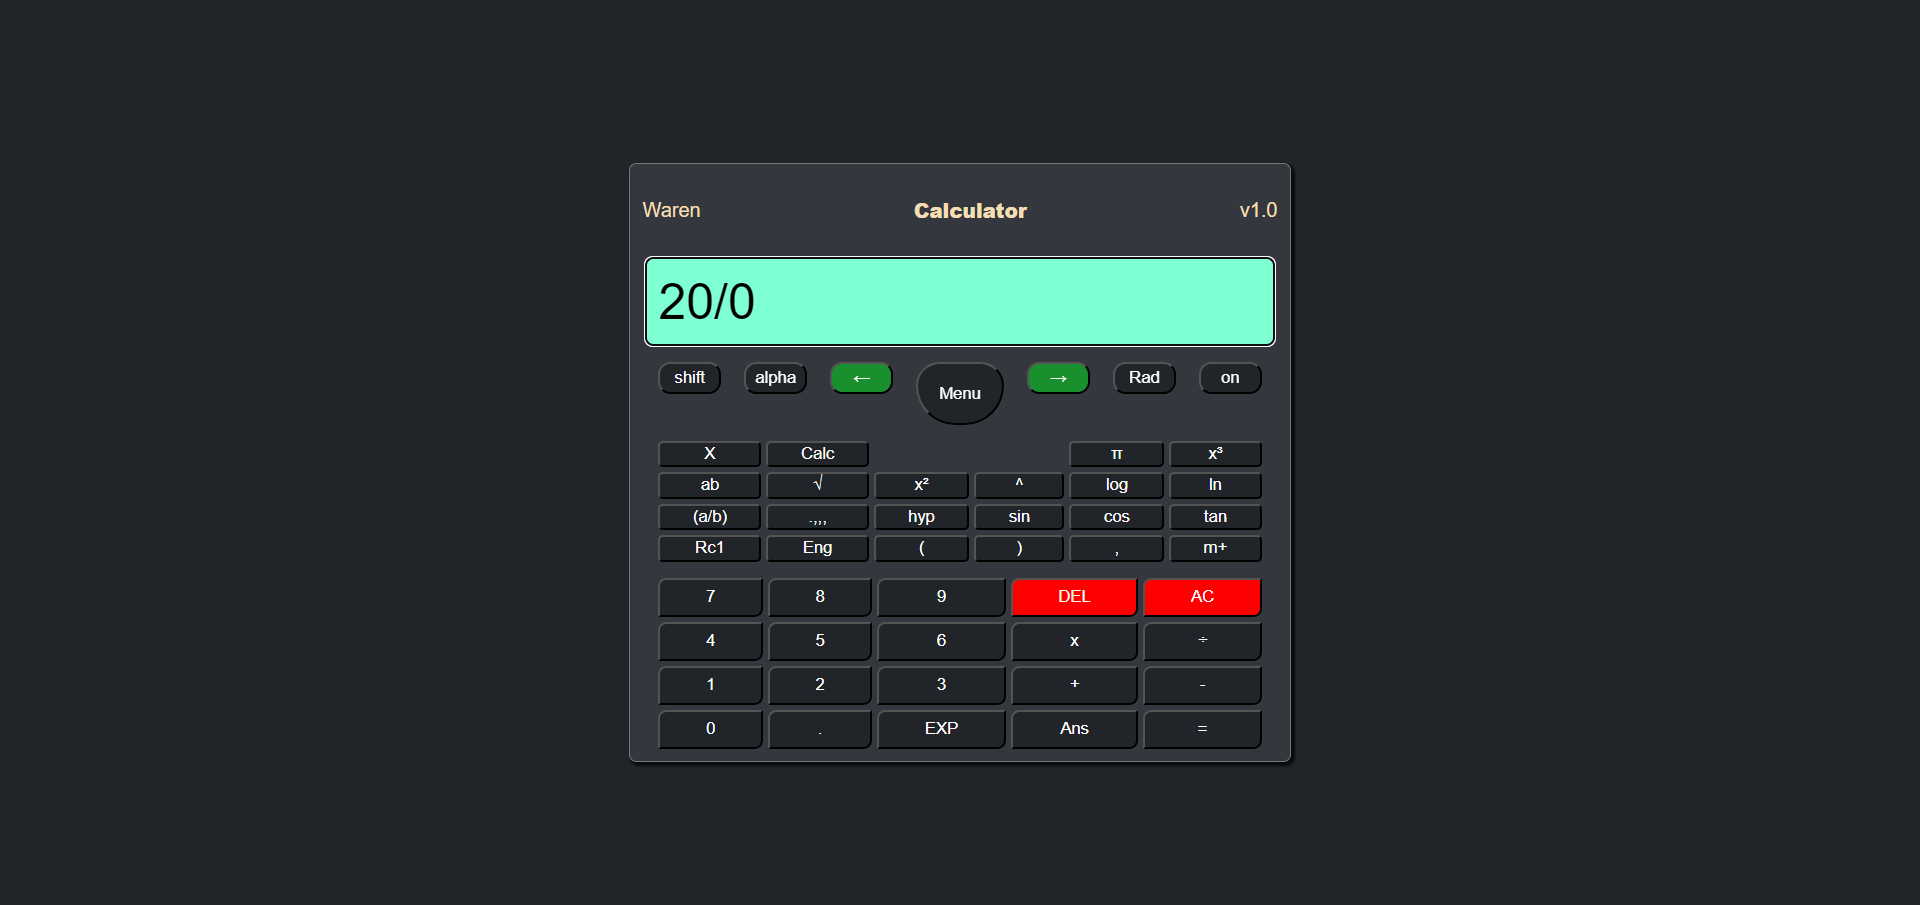 Waren Calculator v1.0
20/0
shift alpha ← Menu → Rad on
X Calc π x³
ab √ x² ^ log ln
(a/b) .,,, hyp sin cos tan
Rc1 Eng ( ) , m+
7 8 9 DEL AC
4 5 6 x ÷
1 2 3 + -
0 . EXP Ans =